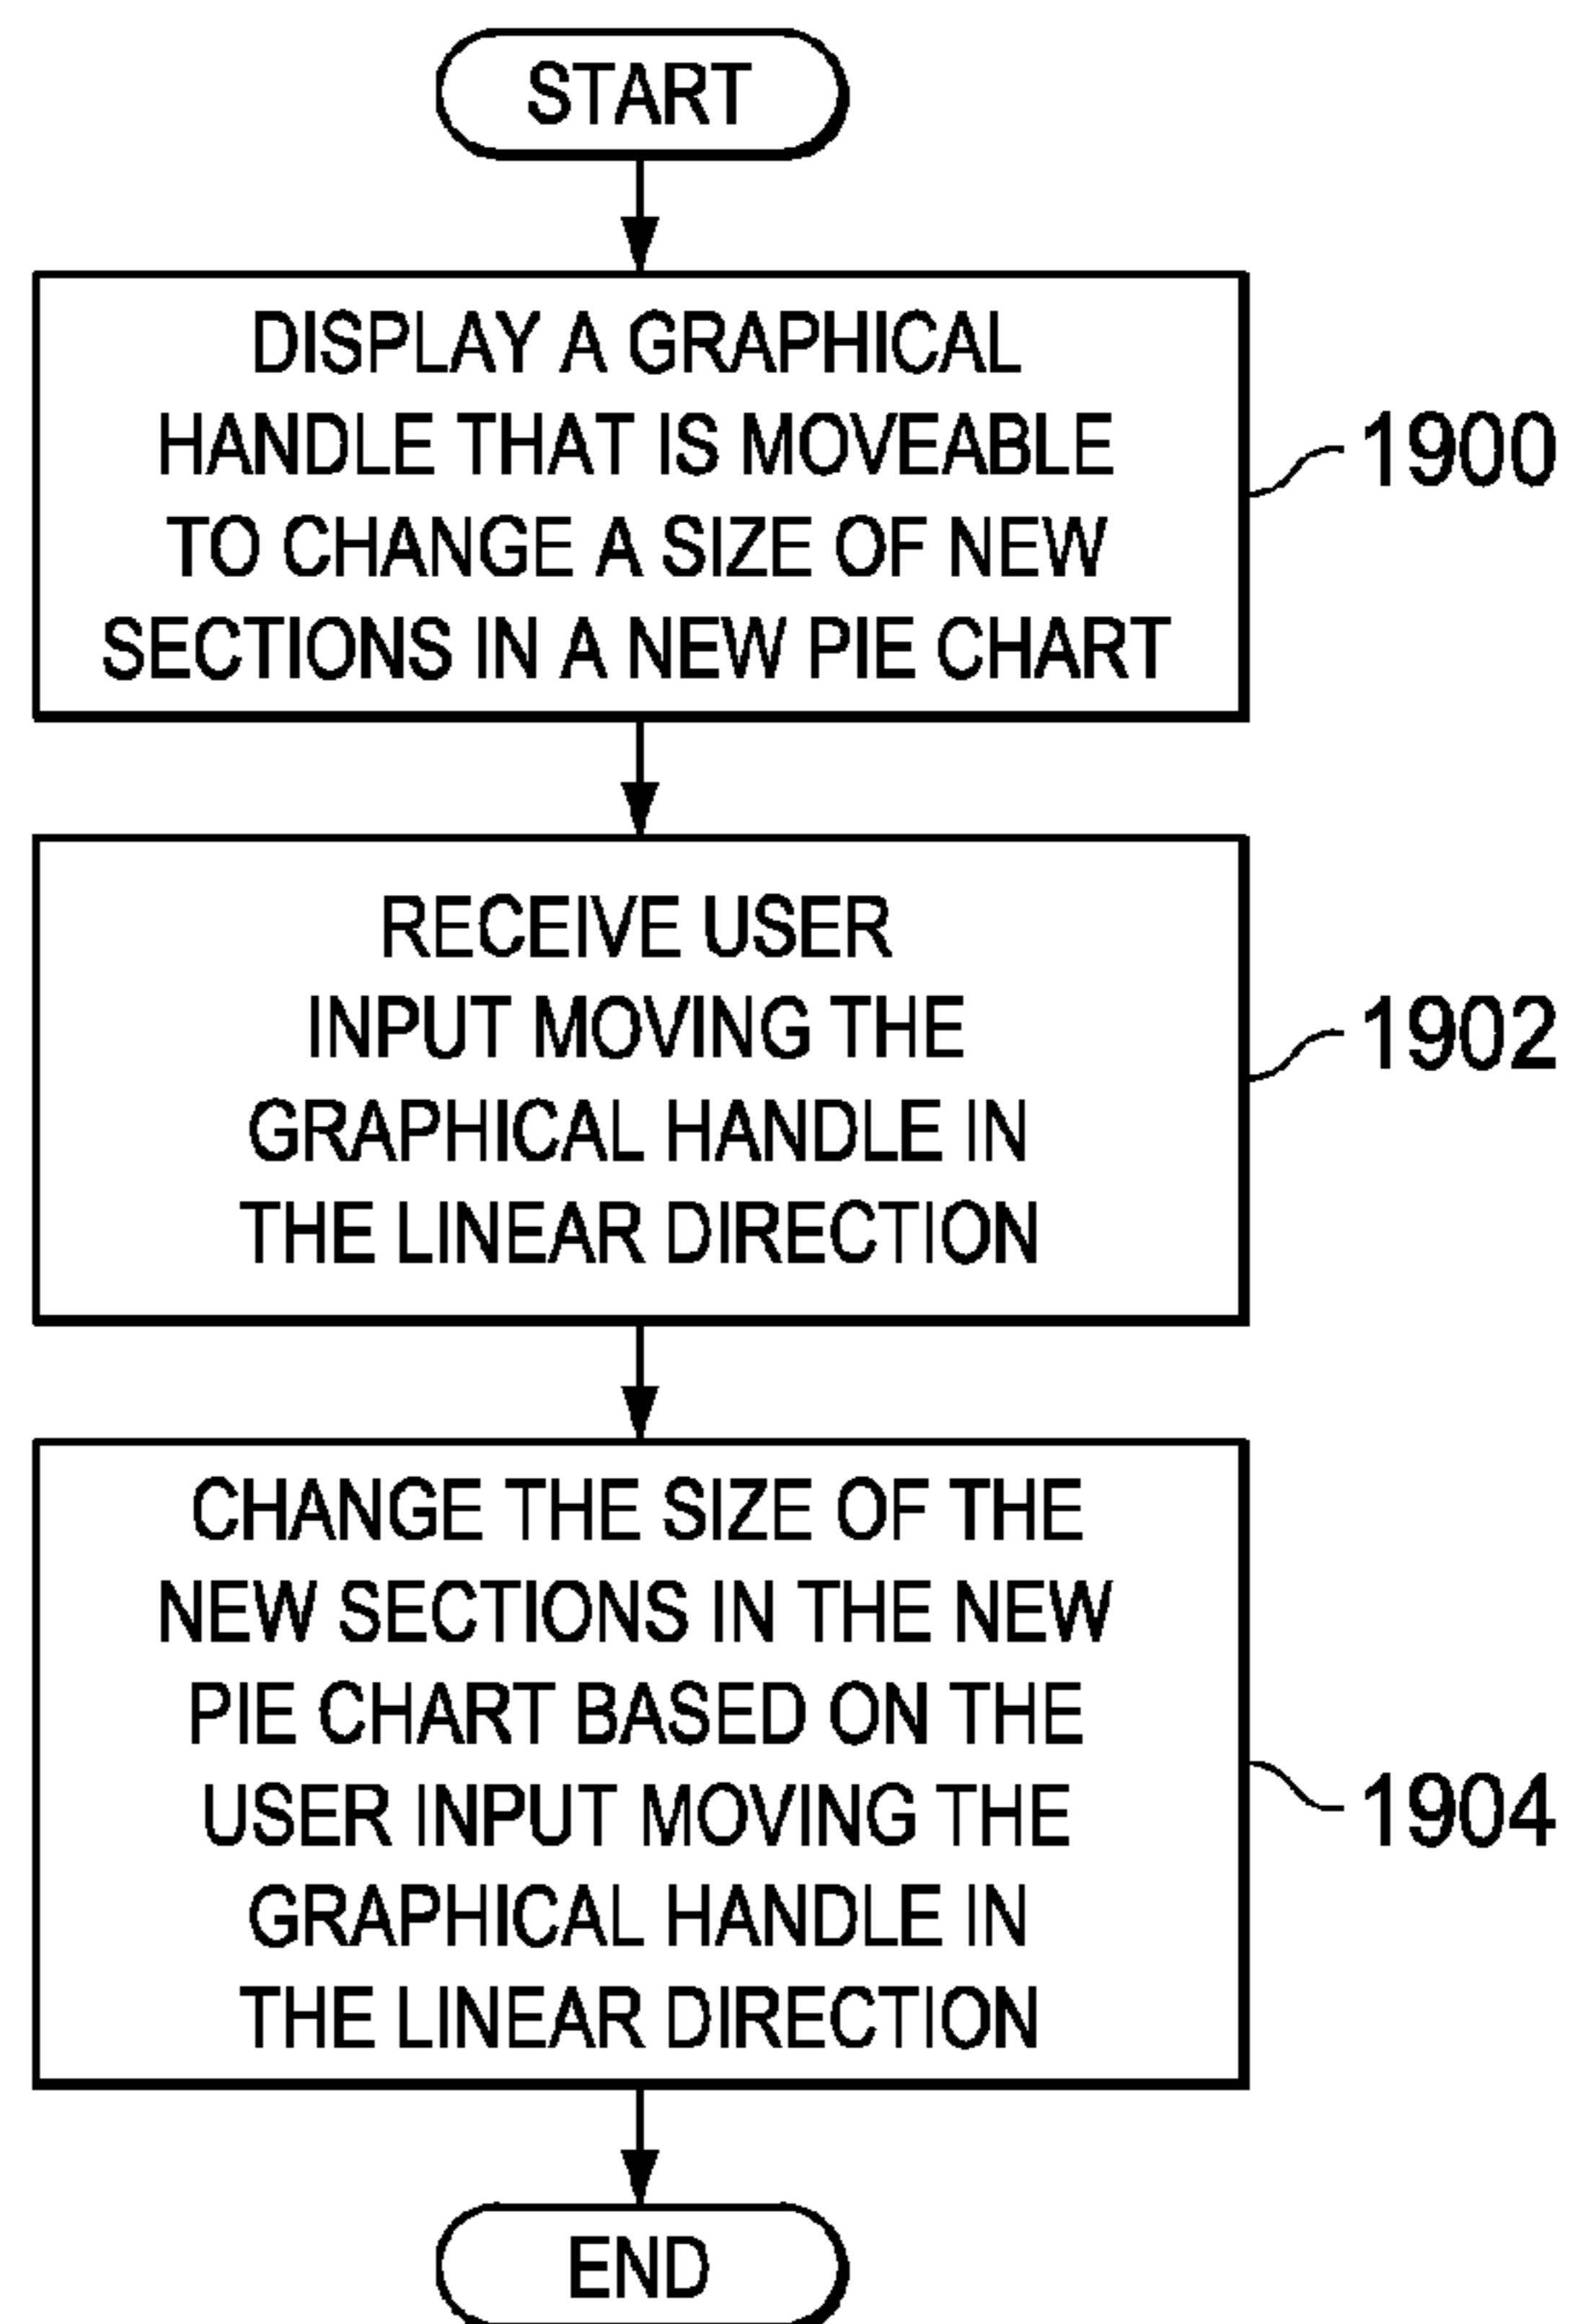 START
DISPLAY A GRAPHICAL
HANDLE THAT IS MOVEABLE
TO CHANGE A SIZE OF NEW
SECTIONS IN A NEW PIE CHART
1900
RECEIVE USER
INPUT MOVING THE
GRAPHICAL HANDLE IN
THE LINEAR DIRECTION
1902
CHANGE THE SIZE OF THE
NEW SECTIONS IN THE NEW
PIE CHART BASED ON THE
USER INPUT MOVING THE
GRAPHICAL HANDLE IN
THE LINEAR DIRECTION
1904
END